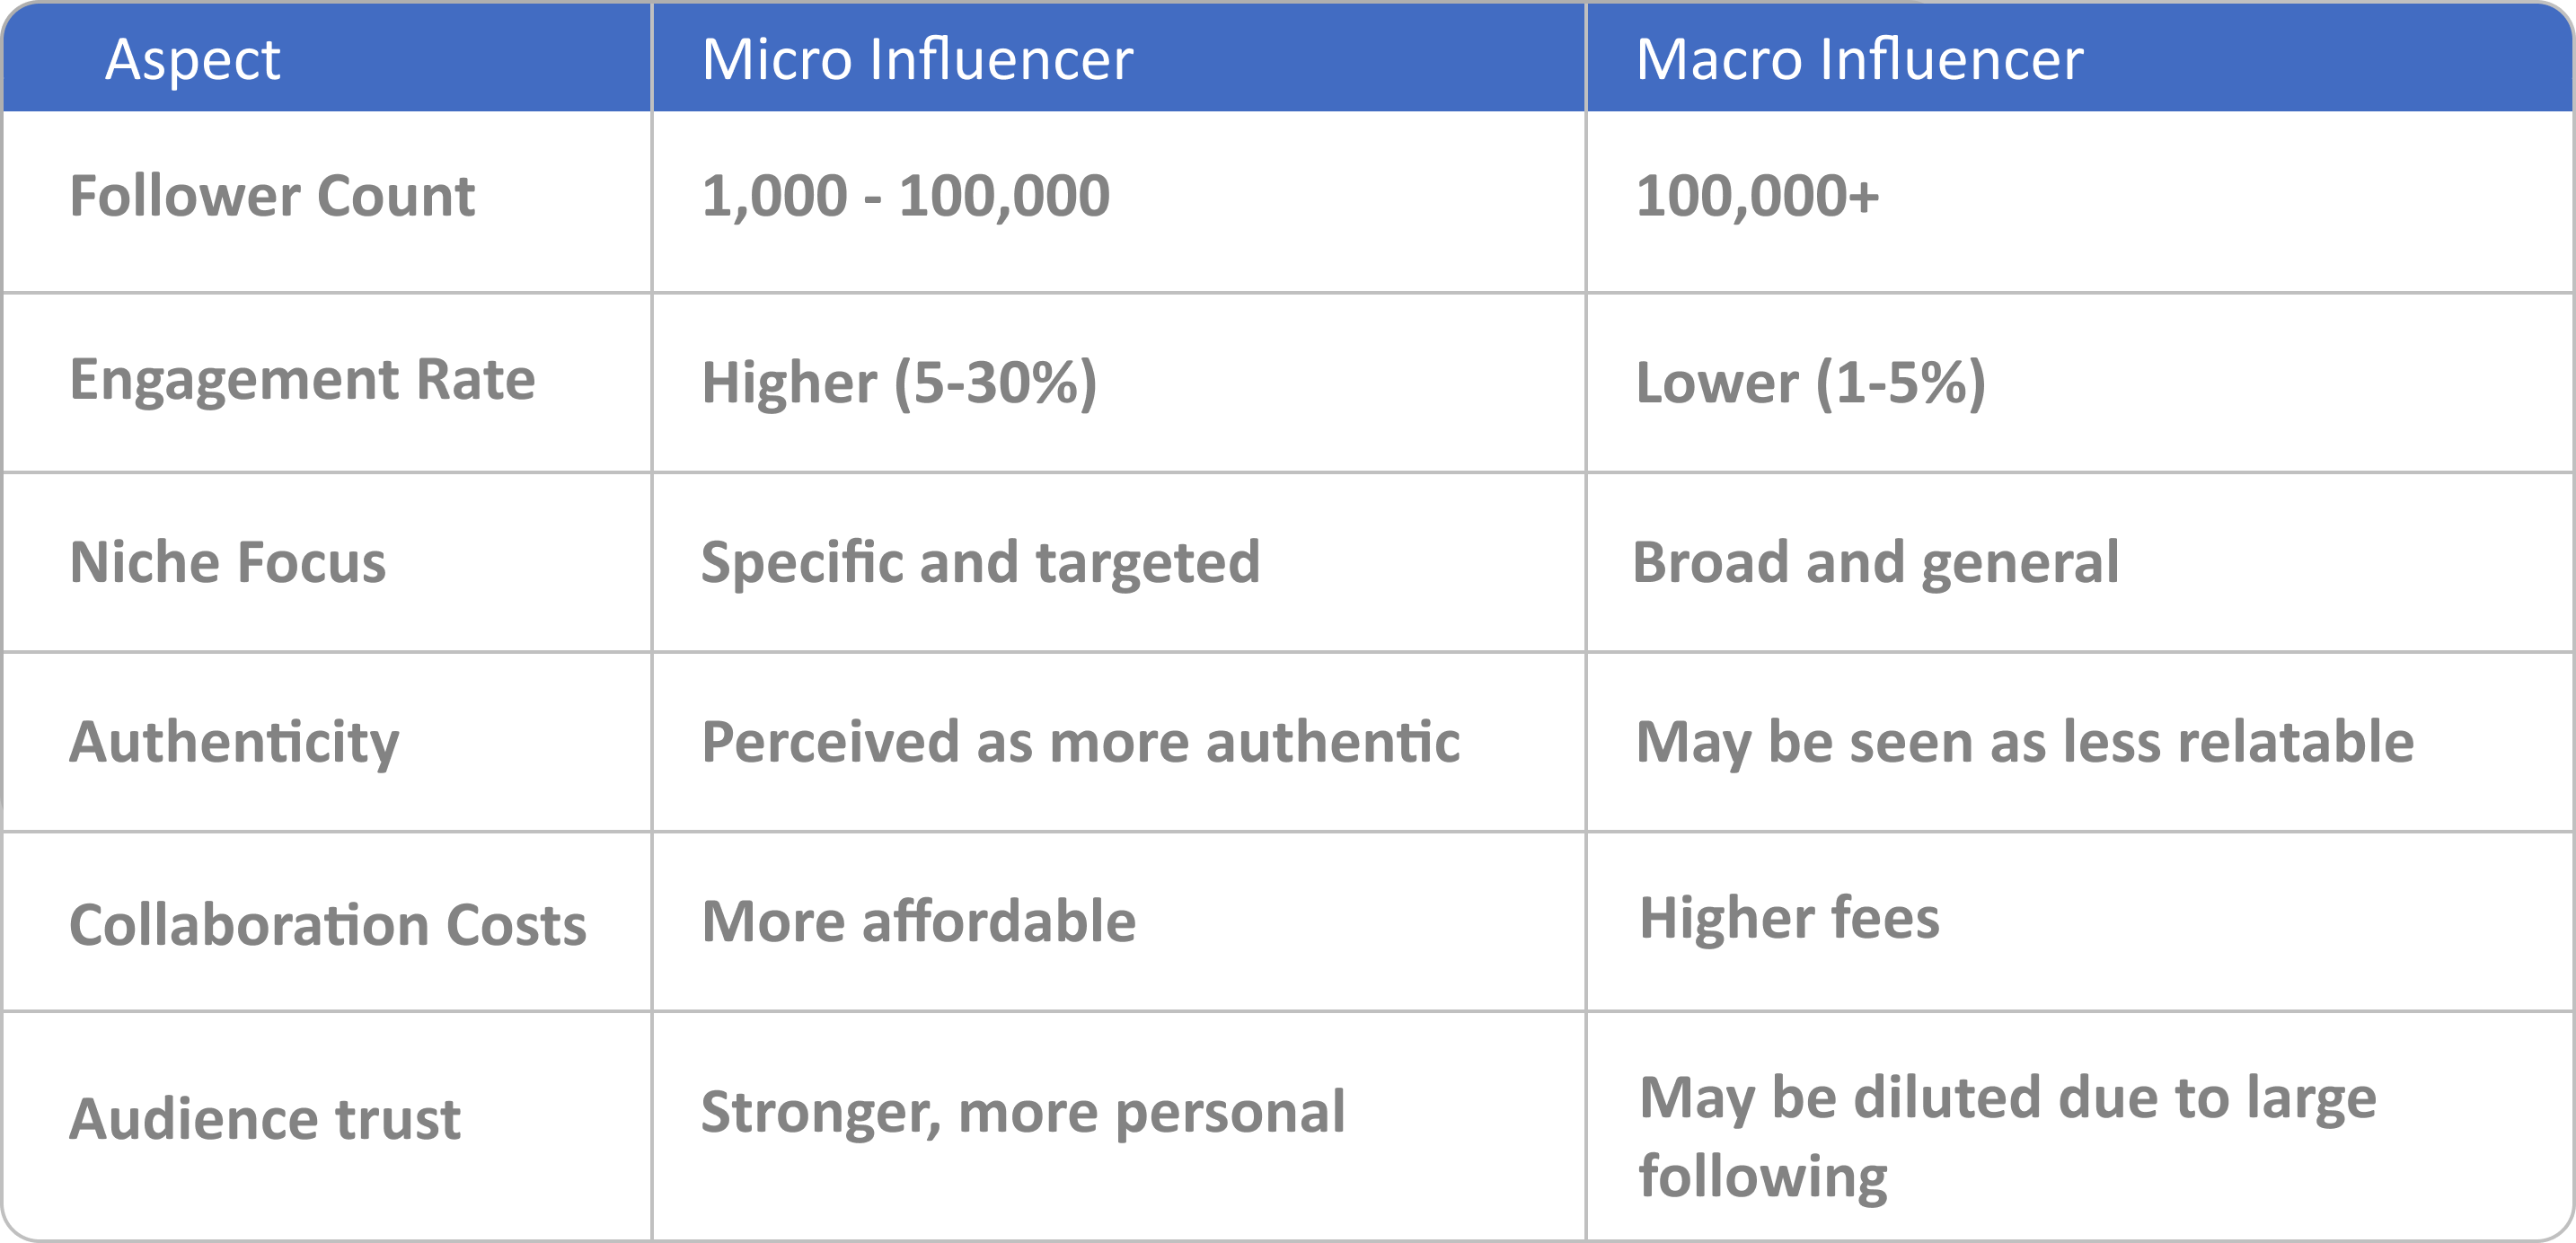 Aspect Micro Influencer Macro Influencer
Follower Count 1,000 - 100,000 100,000+
Engagement Rate Higher (5-30%) Lower (1-5%)
Niche Focus Specific and targeted Broad and general
Authenticity Perceived as more authentic May be seen as less relatable
Collaboration Costs More affordable Higher fees
Audience trust Stronger, more personal May be diluted due to large
following